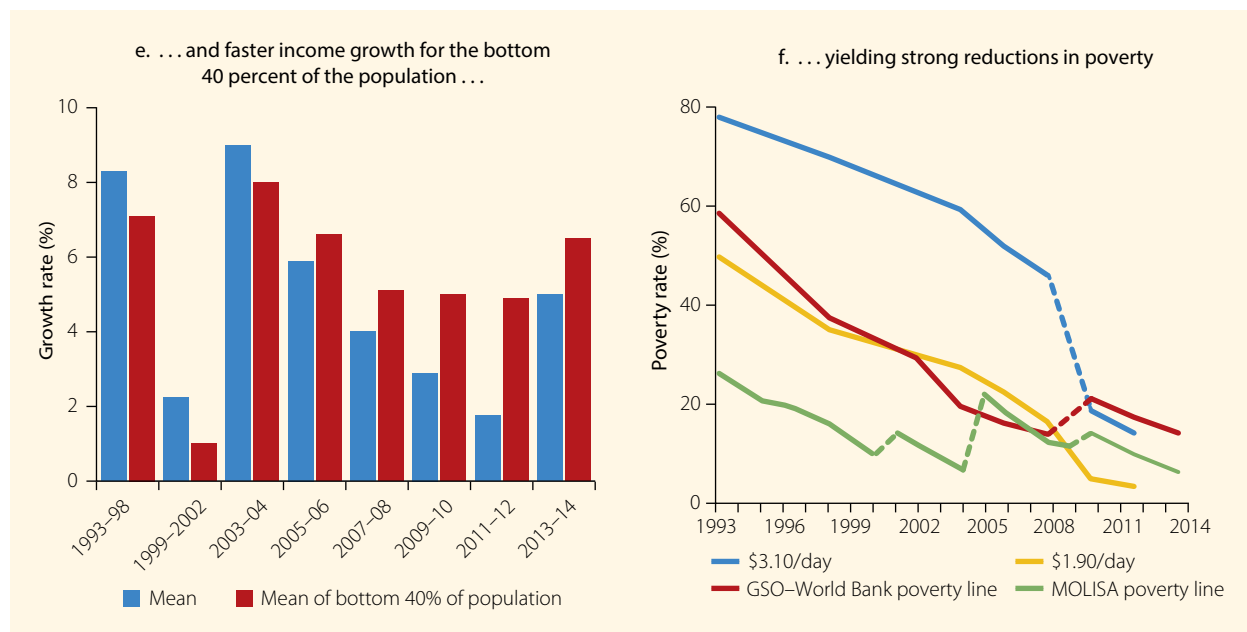 e. . . . and faster income growth for the bottom
40 percent of the population . . .
10
8
6
4
2
0
Growth rate (%)
1993–98
1999–2002
2003–04
2005–06
2007–08
2009–10
2011–12
2013–14
Mean
Mean of bottom 40% of population
f. . . . yielding strong reductions in poverty
80
60
40
20
0
Poverty rate (%)
1993 1996 1999 2002 2005 2008 2011 2014
$3.10/day
$1.90/day
GSO–World Bank poverty line
MOLISA poverty line